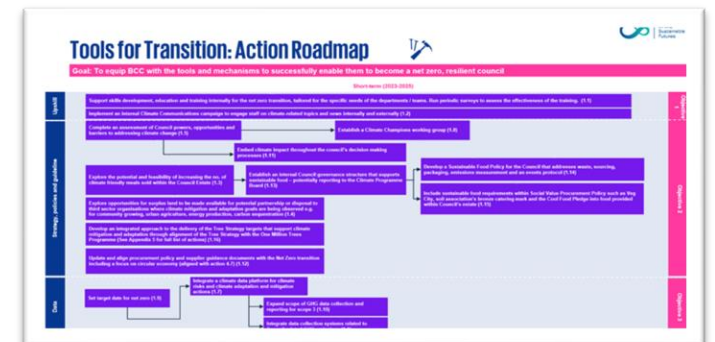 Sustainable
Futures
Tools for Transition: Action Roadmap
Goal: To equip BCC with the tools and mechanisms to successfully enable them to become a net zero, resilient council
Short-term (2023-2025)
Upskill
Support skills development, education and training internally for the net zero transition, tailored for the specific needs of the departments / teams. Run periodic surveys to assess the effectiveness of the training. (1.1)
Implement an Internal Climate Communications campaign to engage staff on climate-related topics and news internally and externally (1.2)
Objective
Strategy, policies and guideline
Complete an assessment of Council powers, opportunities and
barriers to addressing climate change (1.5)
Establish a Climate Champions working group (1.8)
Embed climate impact throughout the council's decision making
processes (1.11)
Explore the potential and feasibility of increasing the no. of
climate friendly meals sold within the Council Estate (1.3)
Establish an internal Council governance structure that supports
sustainable food – potentially reporting to the Climate Programme
Board (1.13)
Develop a Sustainable Food Policy for the Council that addresses waste, sourcing,
packaging, emissions measurement and an events protocol (1.14)
Include sustainable food requirements within Social Value Procurement Policy such as Veg
City, soil association's bronze catering mark and the Cool Food Pledge into food provided
within Council's estate (1.15)
Explore opportunities for surplus land to be made available for potential partnership or disposal to
third sector organisations where climate mitigation and adaptation goals are being observed e.g.
for community growing, urban agriculture, energy production, carbon sequestration (1.4)
Develop an integrated approach to the delivery of the Tree Strategy targets that support climate
mitigation and adaptation through alignment of the Tree Strategy with the One Million Trees
Programme (See Appendix 3 for full list of actions) (1.16)
Update and align procurement policy and supplier guidance documents with the Net Zero transition
including a focus on circular economy (aligned with action 6.7) (1.12)
Objective 2
Data
Set target date for net zero (1.9)
Integrate a climate data platform for climate
risks and climate adaptation and mitigation
actions (1.7)
Expand scope of GHG data collection and
reporting for scope 3 (1.10)
Integrate data collection systems related to
Objective 3